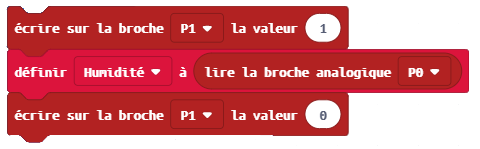 écrire sur la broche P1 la valeur 1
définir Humidité à lire la broche analogique P0
écrire sur la broche P1 la valeur 0